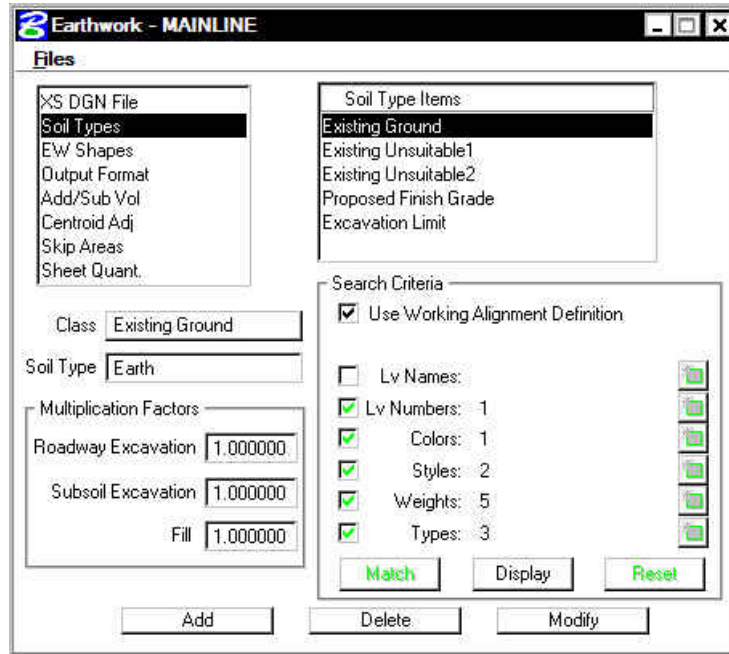 Earthwork - MAINLINE
Files
XS DGN File
Soil Types
EW Shapes
Output Format
Add/Sub Vol
Centroid Adj
Skip Areas
Sheet Quant.
Soil Type Items
Existing Ground
Existing Unsuitable1
Existing Unsuitable2
Proposed Finish Grade
Excavation Limit
Class Existing Ground
Soil Type Earth
Multiplication Factors
Roadway Excavation 1.000000
Subsoil Excavation 1.000000
Fill 1.000000
Search Criteria
Use Working Alignment Definition
Lv Names:
Lv Numbers: 1
Colors: 1
Styles: 2
Weights: 5
Types: 3
Match Display Reset
Add Delete Modify